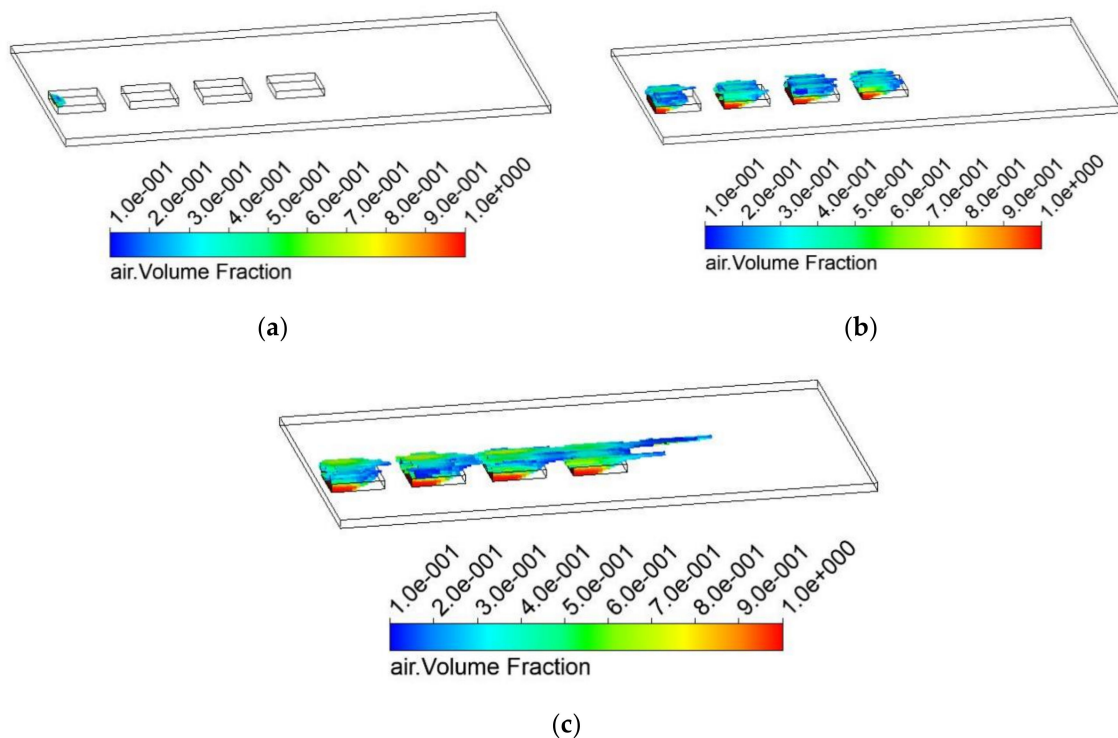 1.0e-001
2.0e-001
3.0e-001
4.0e-001
5.0e-001
6.0e-001
7.0e-001
8.0e-001
9.0e-001
1.0e+000
air.Volume Fraction
(a)
1.0e-001
2.0e-001
3.0e-001
4.0e-001
5.0e-001
6.0e-001
7.0e-001
8.0e-001
9.0e-001
1.0e+000
air.Volume Fraction
(b)
1.0e-001
2.0e-001
3.0e-001
4.0e-001
5.0e-001
6.0e-001
7.0e-001
8.0e-001
9.0e-001
1.0e+000
air.Volume Fraction
(c)